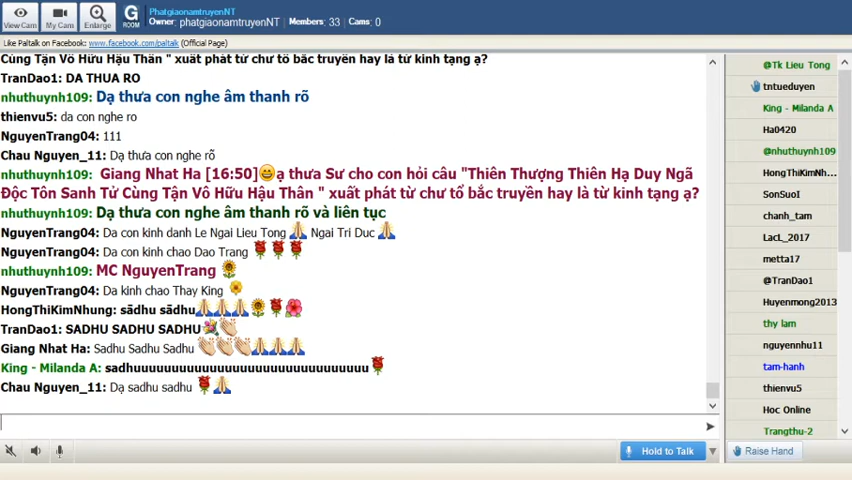 View Cam
My Cam
Enlarge
G ROOM
PhatgiaonamtruyenNT
Owner: phatgiaonamtruyenNT Members: 33 Cams: 0
Like Paltalk on Facebook: www.facebook.com/paltalk (Official Page)
Cùng Tận Vô Hữu Hậu Thân " xuất phát từ chư tổ bắc truyền hay là từ kinh tạng ạ?
TranDao1: DA THUA RO
nhuthuynh109: Dạ thưa con nghe âm thanh rõ
thienvu5: da con nghe ro
NguyenTrang04: 111
Chau Nguyen_11: Dạ thưa con nghe rõ
nhuthuynh109: Giang Nhat Ha [16:50]😄ạ thưa Sư cho con hỏi câu "Thiên Thượng Thiên Hạ Duy Ngã
Độc Tôn Sanh Tử Cùng Tận Vô Hữu Hậu Thân " xuất phát từ chư tổ bắc truyền hay là từ kinh tạng ạ?
nhuthuynh109: Dạ thưa con nghe âm thanh rõ và liên tục
NguyenTrang04: Da con kinh danh Le Ngai Lieu Tong 🙏 Ngai Tri Duc 🙏
NguyenTrang04: Da kinh chao Dao Trang 🌹🌹🌹
nhuthuynh109: MC NguyenTrang 🌻
NguyenTrang04: Da kinh chao Thay King 🌼
HongThiKimNhung: sādhu sādhu🙏🙏🙏🌻🌹🌺
TranDao1: SADHU SADHU SADHU💐👏
Giang Nhat Ha: Sadhu Sadhu Sadhu 👏👏👏🙏🙏🙏
King - Milanda A: sadhuuuuuuuuuuuuuuuuuuuuuuuuuuuuuuu🌹
Chau Nguyen_11: Dạ sadhu sadhu 🌹🙏
@Tk Lieu Tong
tntueduyen
King - Milanda A
Ha0420
@nhuthuynh109
HongThiKimNh...
SonSuoI
chanh_tam
LacL_2017
metta17
@TranDao1
Huyenmong2013
thy lam
nguyennhu11
tam-hanh
thienvu5
Hoc Online
Trangthu-2
Hold to Talk
Raise Hand